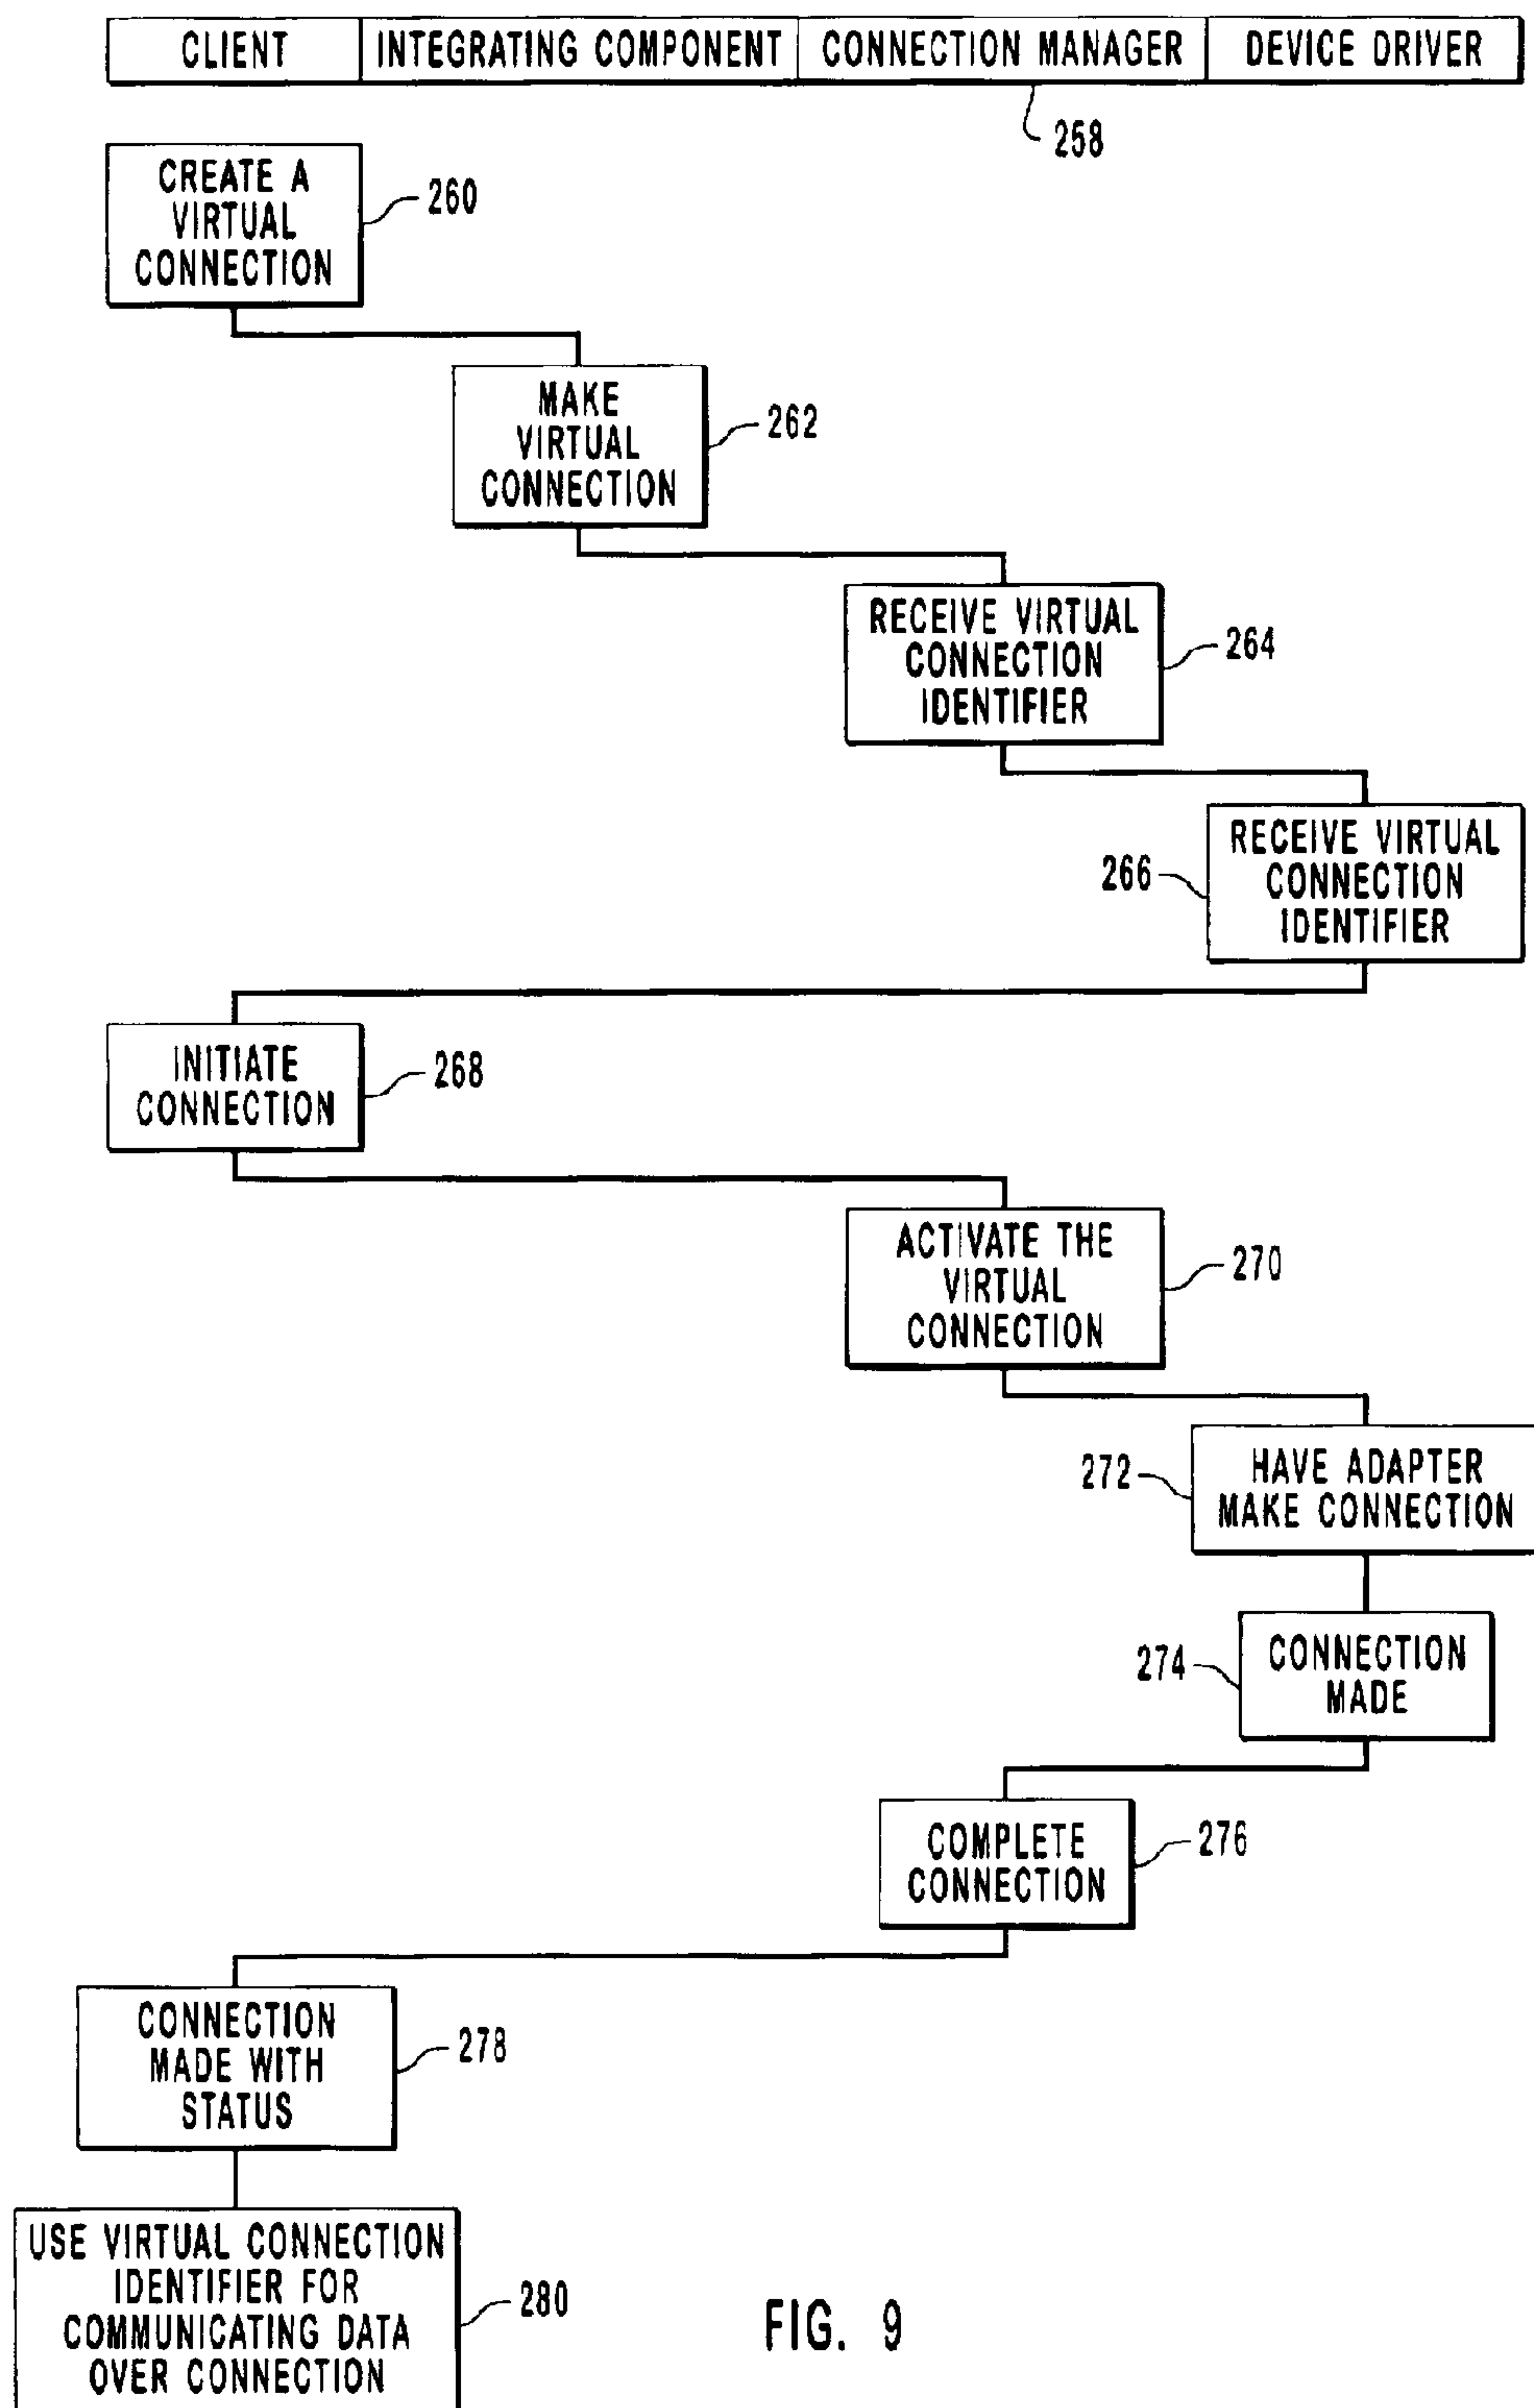 CLIENT INTEGRATING COMPONENT CONNECTION MANAGER DEVICE DRIVER
258
CREATE A
VIRTUAL
CONNECTION
260
MAKE
VIRTUAL
CONNECTION
262
RECEIVE VIRTUAL
CONNECTION
IDENTIFIER
264
RECEIVE VIRTUAL
CONNECTION
IDENTIFIER
266
INITIATE
CONNECTION
268
ACTIVATE THE
VIRTUAL
CONNECTION
270
HAVE ADAPTER
MAKE CONNECTION
272
CONNECTION
MADE
274
COMPLETE
CONNECTION
276
CONNECTION
MADE WITH
STATUS
278
USE VIRTUAL CONNECTION
IDENTIFIER FOR
COMMUNICATING DATA
OVER CONNECTION
280
FIG. 9